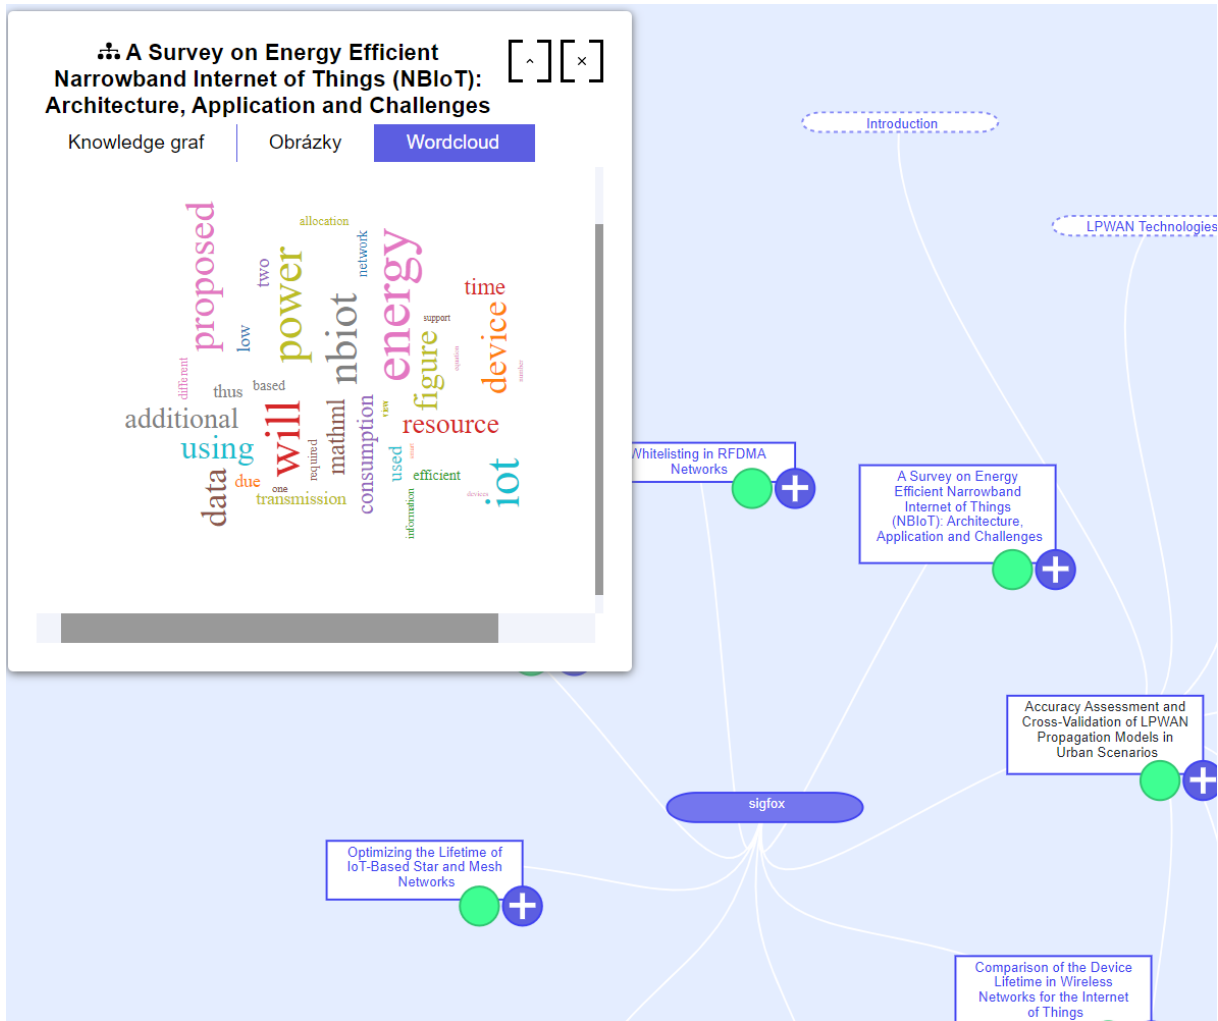 A Survey on Energy Efficient
Narrowband Internet of Things (NBIoT):
Architecture, Application and Challenges
Knowledge graf
Obrázky
Wordcloud
proposed
allocation
network
two
power
energy
time
nbiot
support
low
device
figure
different
thus
based
additional
will
mathml
consumption
view
resource
using
required
used
efficient
iot
data
due
one
transmission
information
devices
Introduction
LPWAN Technologies
Whitelisting in RFDMA
Networks
A Survey on Energy
Efficient Narrowband
Internet of Things
(NBIoT): Architecture,
Application and Challenges
Accuracy Assessment and
Cross-Validation of LPWAN
Propagation Models in
Urban Scenarios
sigfox
Optimizing the Lifetime of
IoT-Based Star and Mesh
Networks
Comparison of the Device
Lifetime in Wireless
Networks for the Internet
of Things